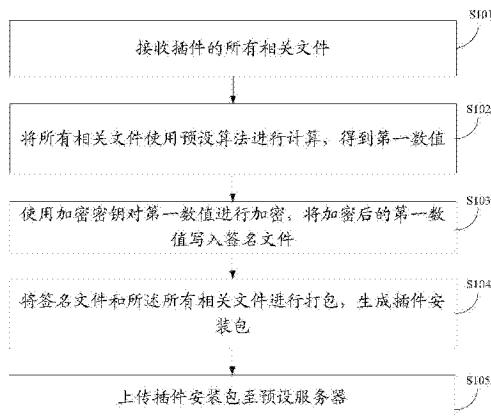 S101
接收插件的所有相关文件
S102
将所有相关文件使用预设算法进行计算，得到第一数值
S103
使用加密密钥对第一数值进行加密，将加密后的第一数
值写入签名文件
S104
将签名文件和所述所有相关文件进行打包，生成插件安
装包
S105
上传插件安装包至预设服务器